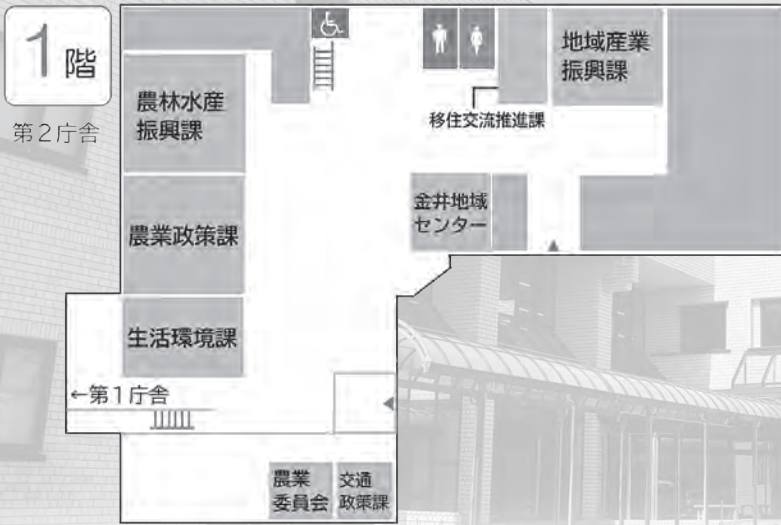 1階
第2庁舎
農林水産
振興課
農業政策課
生活環境課
←第1庁舎
農業
委員会
交通
政策課
移住交流推進課
地域産業
振興課
金井地域
センター